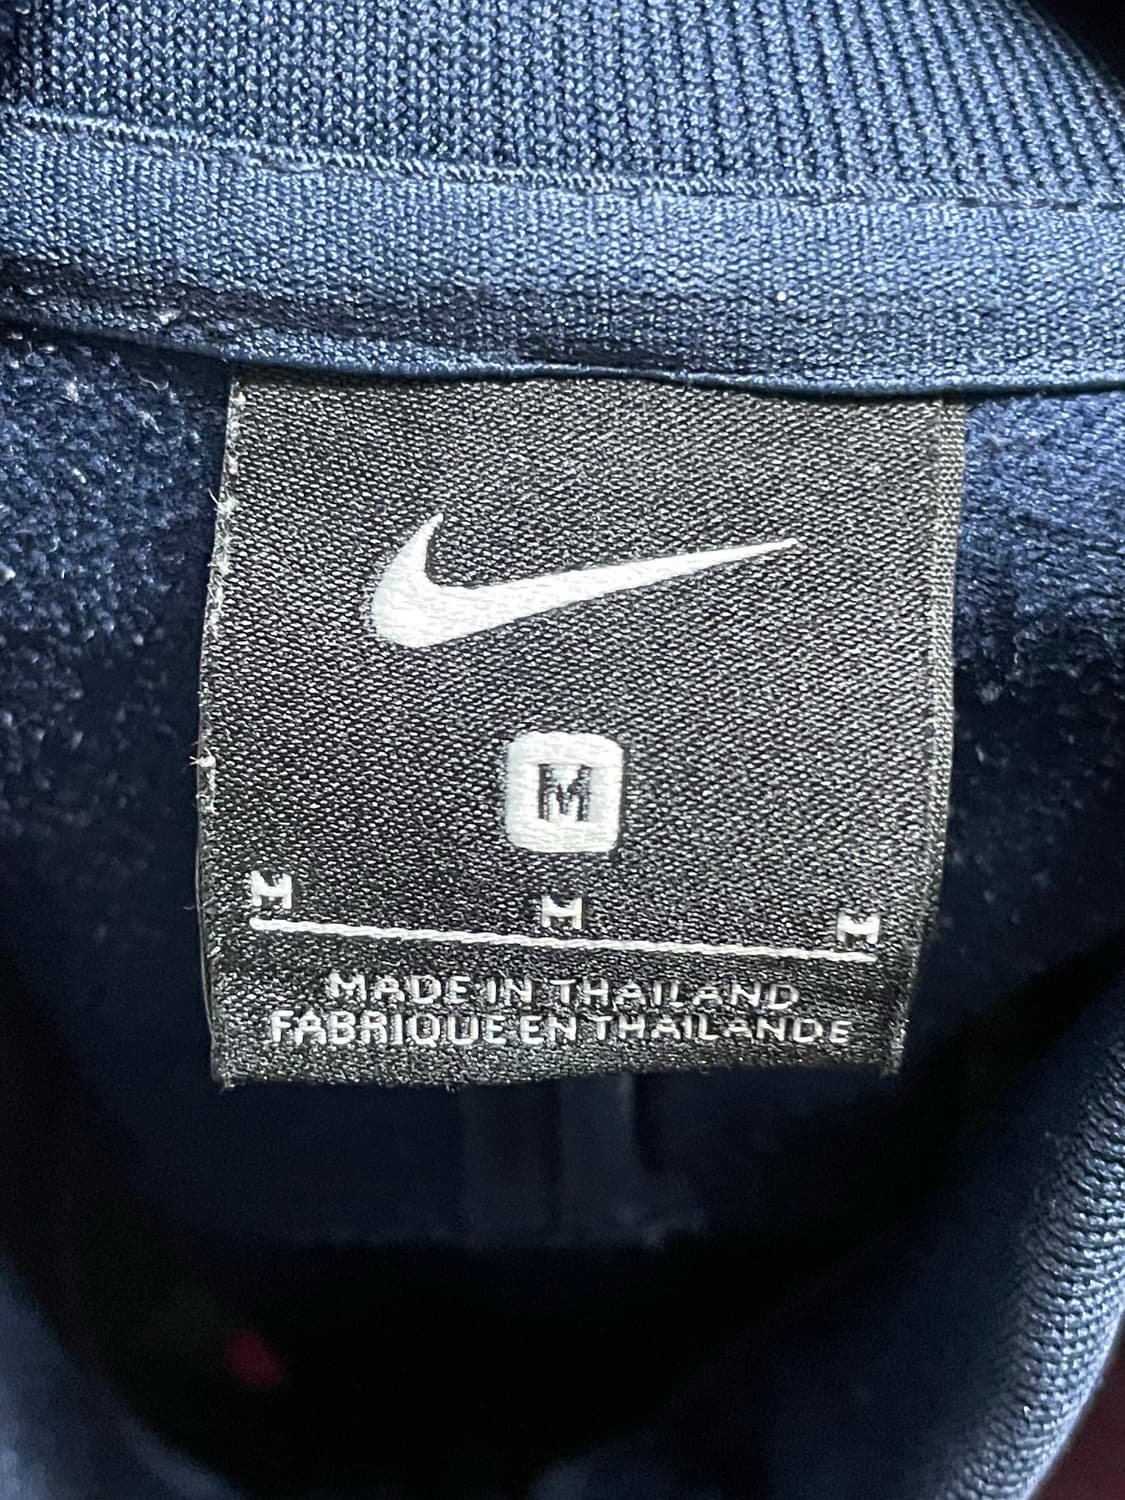 M
M M M
MADE IN THAILAND
FABRIQUE EN THAILANDE